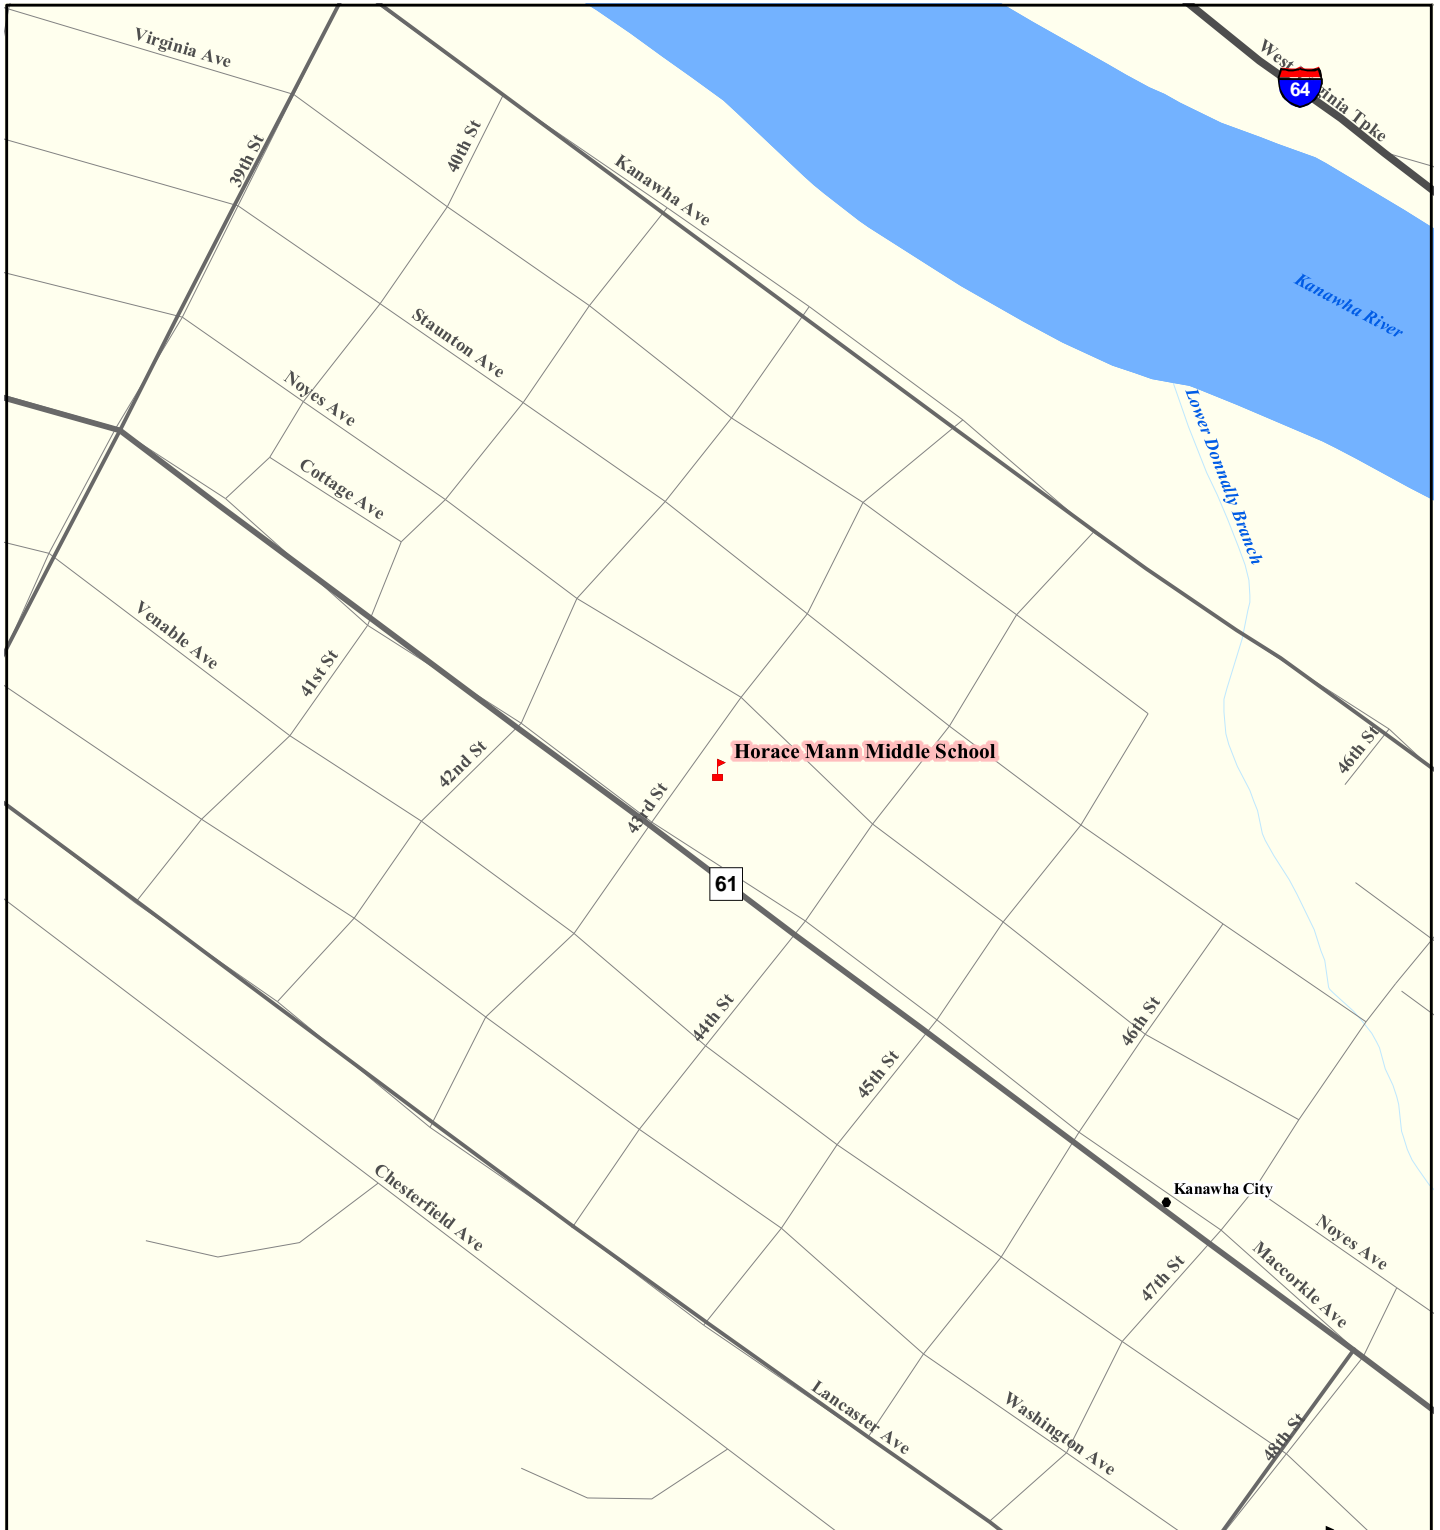 Virginia Ave
West Virginia Tpke
64
39th St
40th St
Kanawha Ave
Kanawha River
Staunton Ave
Noyes Ave
Lower Donnally Branch
Cottage Ave
Venable Ave
41st St
42nd St
Horace Mann Middle School
46th St
43rd St
61
44th St
46th St
45th St
Kanawha City
Chesterfield Ave
Noyes Ave
Maccorkle Ave
47th St
Lancaster Ave
Washington Ave
48th St